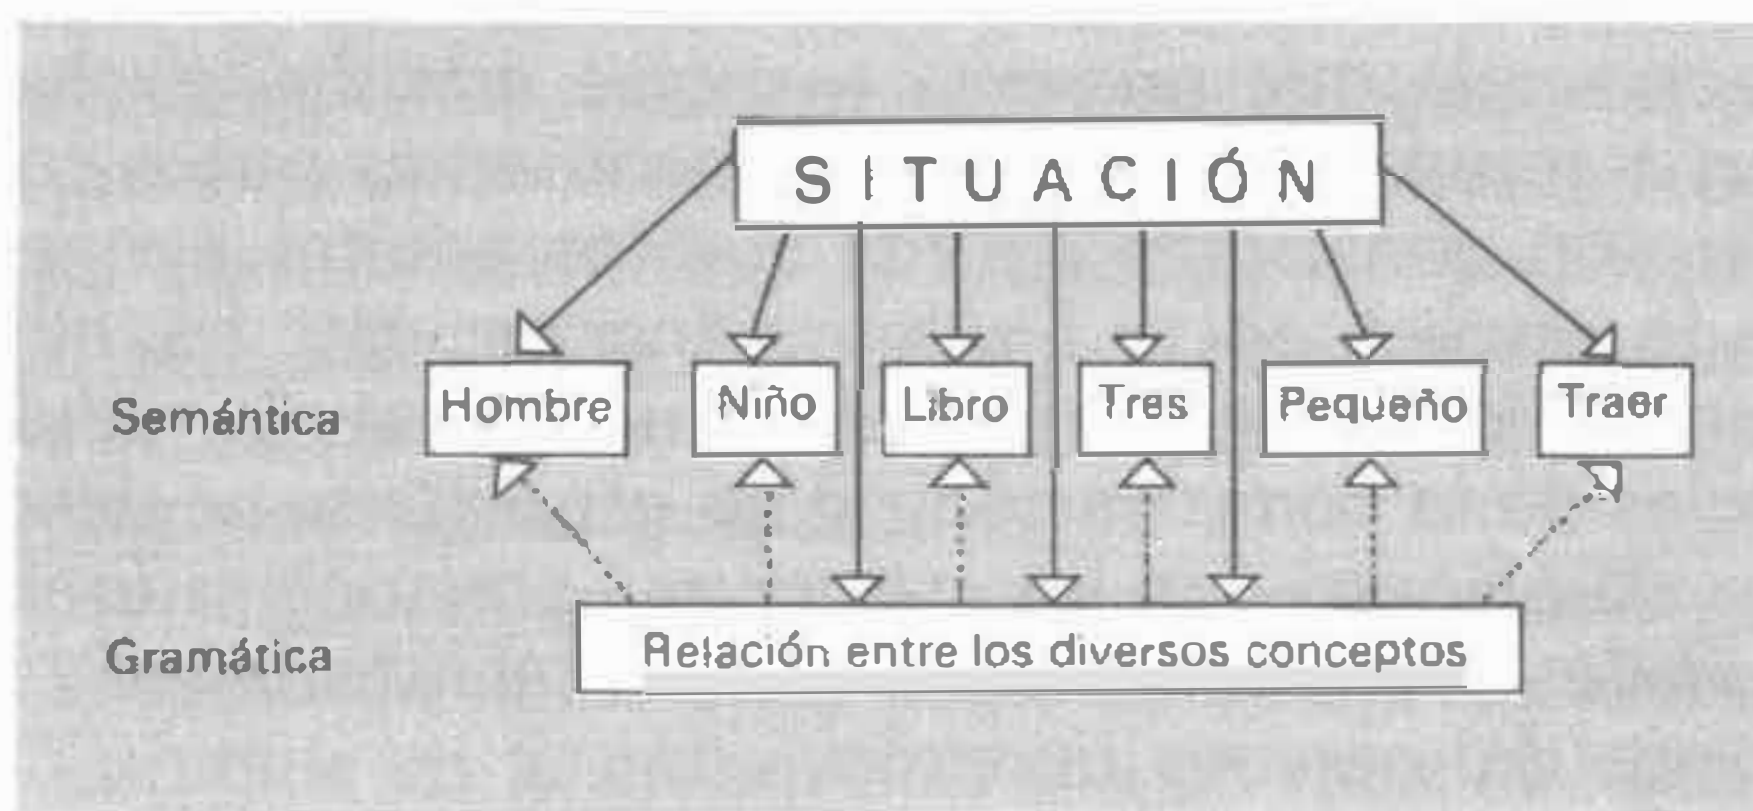 SITUACIÓN
Semántica
Hombre
Niño
Libro
Tres
Pequeño
Traer
Gramática
Relación entre los diversos conceptos